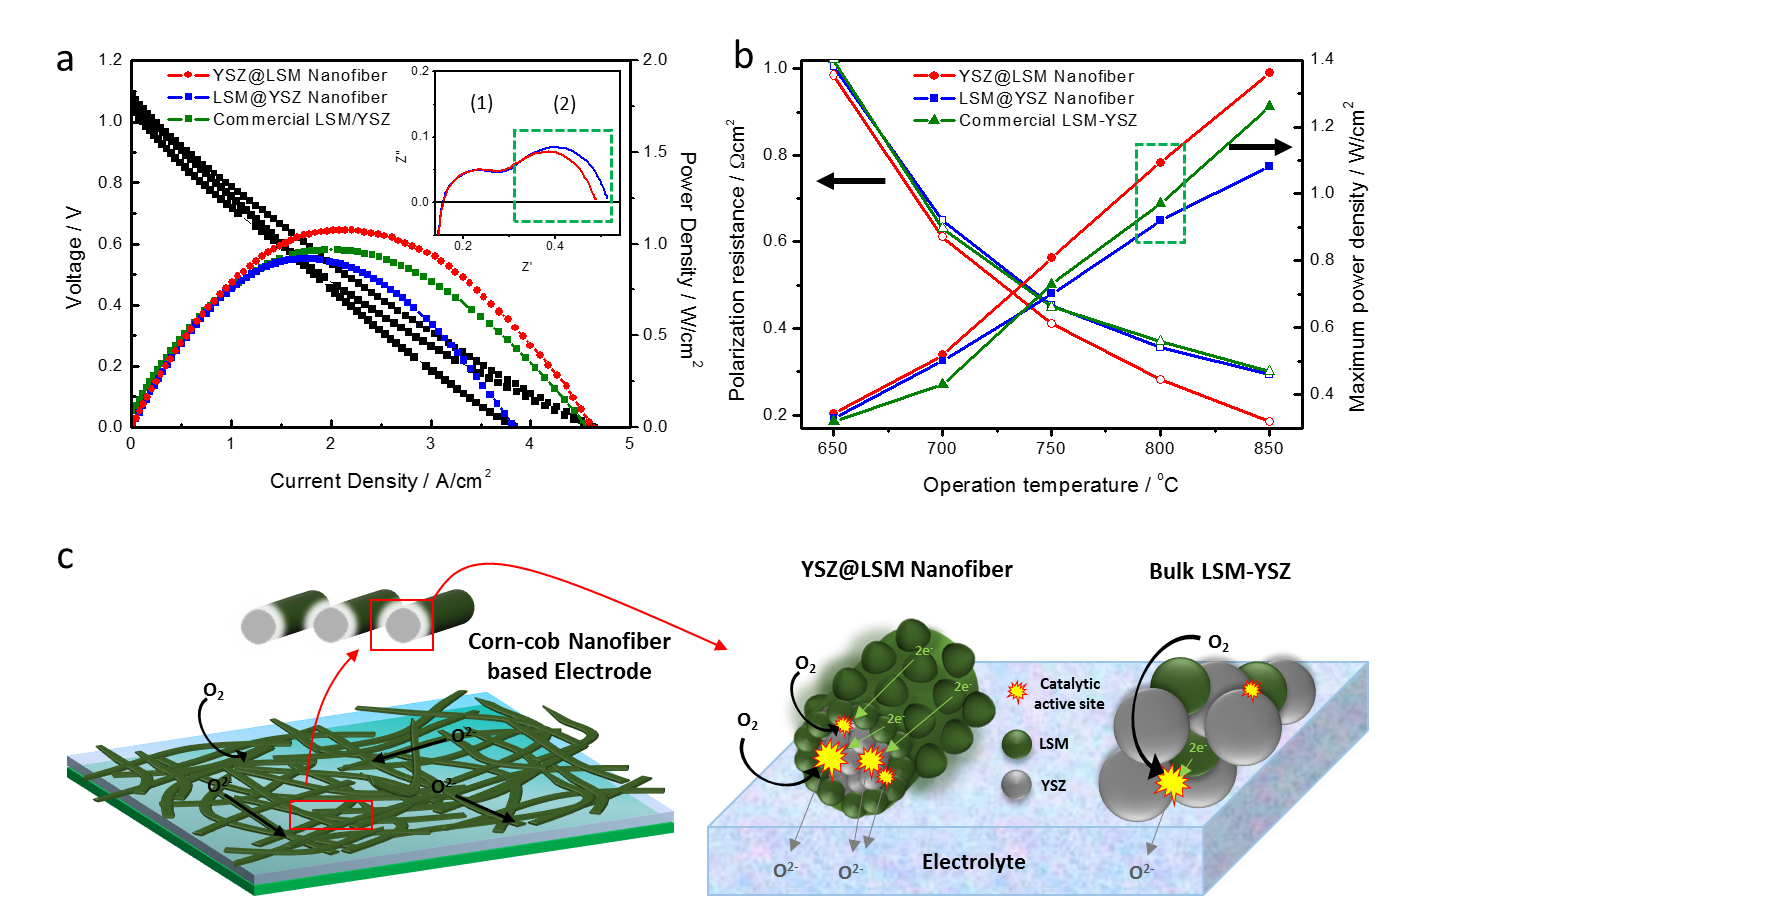 a
YSZ@LSM Nanofiber
LSM@YSZ Nanofiber
Commercial LSM/YSZ
Voltage / V
1.2
1.0
0.8
0.6
0.4
0.2
0.0
0
1
2
3
4
5
Current Density / A/cm2
2.0
1.5
1.0
0.5
0.0
Power Density / W/cm2
0.2
0.1
0.0
Z''
(1)
(2)
0.2
0.4
Z'
b
YSZ@LSM Nanofiber
LSM@YSZ Nanofiber
Commercial LSM-YSZ
Polarization resistance / Ωcm2
1.0
0.8
0.6
0.4
0.2
650
700
750
800
850
Operation temperature / oC
1.4
1.2
1.0
0.8
0.6
0.4
Maximum power density / W/cm2
c
Corn-cob Nanofiber
based Electrode
O2
O2-
O2-
O2-
YSZ@LSM Nanofiber
O2
O2
2e-
2e-
2e-
O2-
O2-
Catalytic
active site
LSM
YSZ
Electrolyte
Bulk LSM-YSZ
O2
2e-
O2-